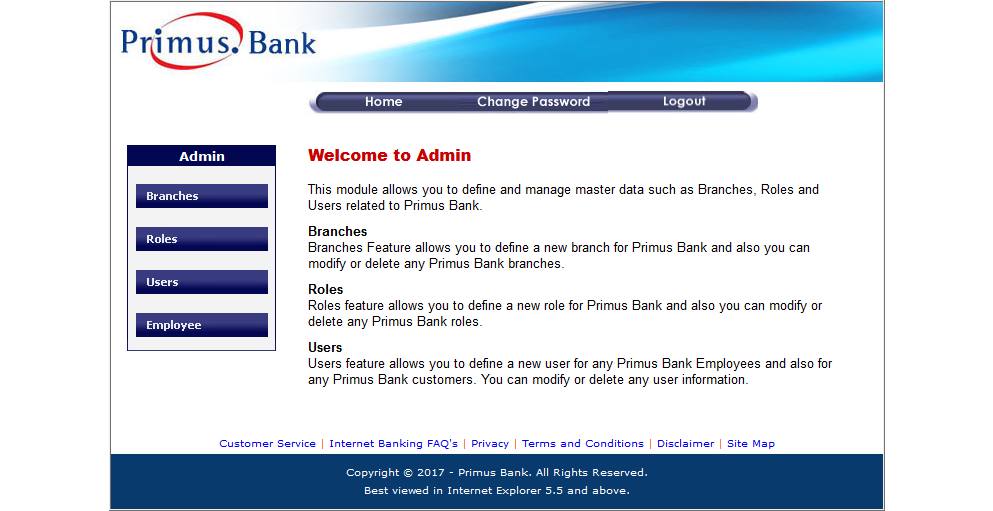 Primus. Bank
Home
Change Password
Logout
Admin
Branches
Roles
Users
Employee
Welcome to Admin
This module allows you to define and manage master data such as Branches, Roles and
Users related to Primus Bank.
Branches
Branches Feature allows you to define a new branch for Primus Bank and also you can
modify or delete any Primus Bank branches.
Roles
Roles feature allows you to define a new role for Primus Bank and also you can modify or
delete any Primus Bank roles.
Users
Users feature allows you to define a new user for any Primus Bank Employees and also for
any Primus Bank customers. You can modify or delete any user information.
Customer Service | Internet Banking FAQ's | Privacy | Terms and Conditions | Disclaimer | Site Map
Copyright © 2017 - Primus Bank. All Rights Reserved.
Best viewed in Internet Explorer 5.5 and above.